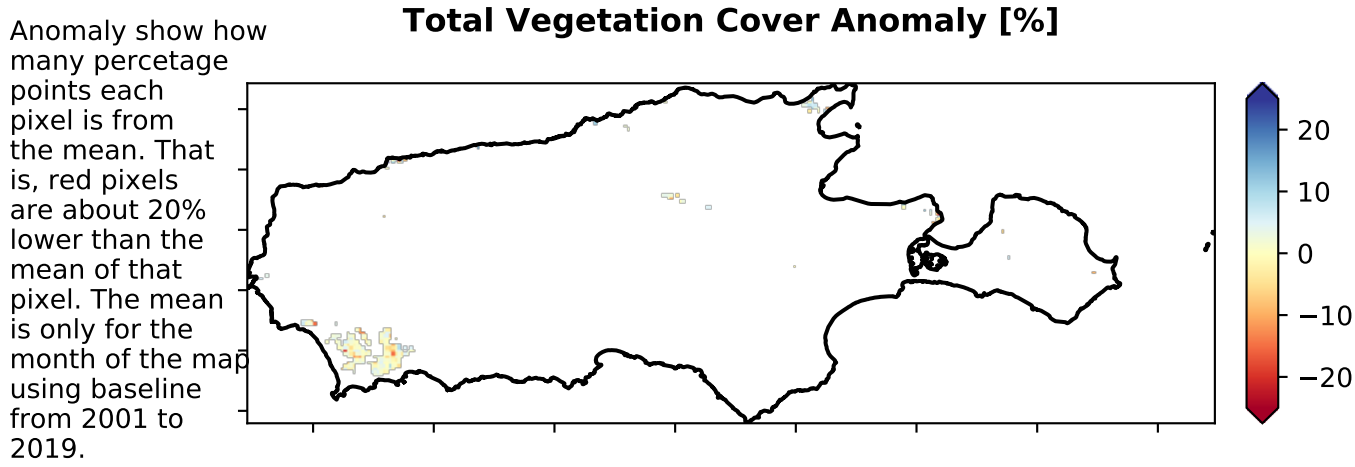 Total Vegetation Cover Anomaly [%]
Anomaly show how
many percetage
points each
pixel is from
the mean. That
is, red pixels
are about 20%
lower than the
mean of that
pixel. The mean
is only for the
month of the map
using baseline
from 2001 to
2019.
20
10
0
−10
−20